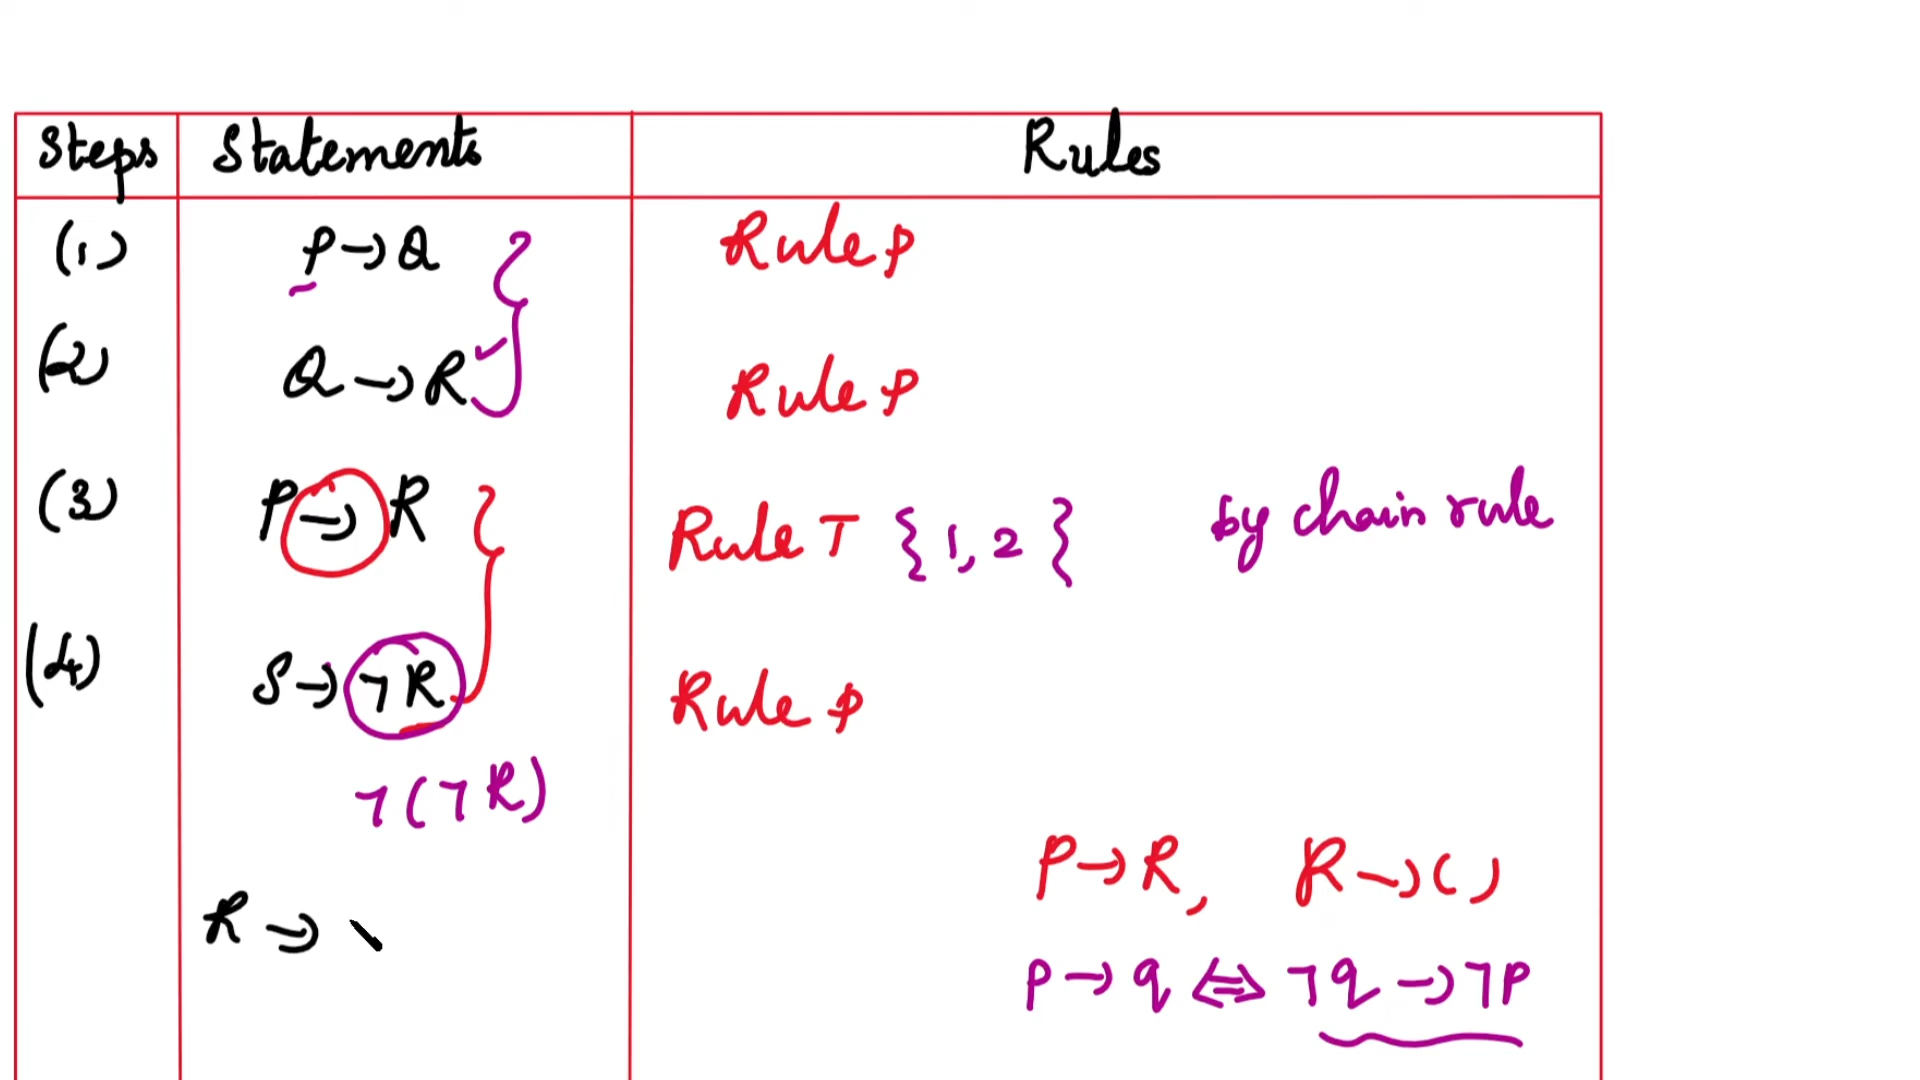 Steps Statements Rules
(1) P→Q Rule P
(2) Q→R Rule P
(3) P→R Rule T {1, 2} by chain rule
(4) S→¬R Rule P
¬(¬R)
P→R, R→( )
R→
p→q ⇔ ¬q→¬p